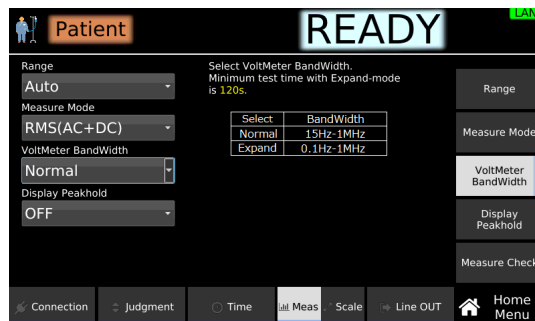 LAN
Patient
READY
Range
Auto
Measure Mode
RMS(AC+DC)
VoltMeter BandWidth
Normal
Display Peakhold
OFF
Select VoltMeter BandWidth.
Minimum test time with Expand-mode
is 120s.
Select BandWidth
Normal 15Hz-1MHz
Expand 0.1Hz-1MHz
Range
Measure Mode
VoltMeter
BandWidth
Display
Peakhold
Measure Check
Connection Judgment Time Meas Scale Line OUT
Home
Menu